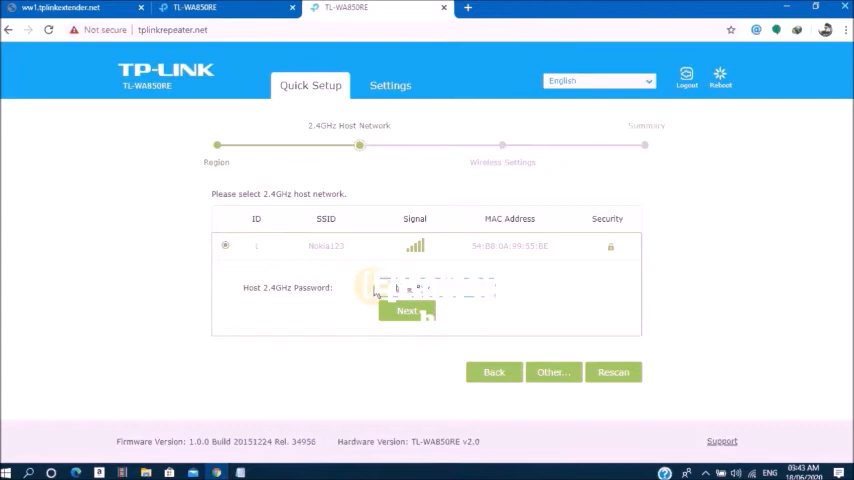 ww1.tplinkextender.net
TL-WA850RE
TL-WA850RE
Not secure
tplinkrepeater.net
TP-LINK
TL-WA850RE
Quick Setup
Settings
English
Logout
Reboot
2.4GHz Host Network
Summary
Region
Wireless Settings
Please select 2.4GHz host network.
ID SSID Signal MAC Address Security
1 Nokia123 54:B8:0A:99:55:BE
Host 2.4GHz Password:
Next
Back
Other...
Rescan
Firmware Version: 1.0.0 Build 20151224 Rel. 34956
Hardware Version: TL-WA850RE v2.0
Support
ENG
03:43 AM
18/06/2020